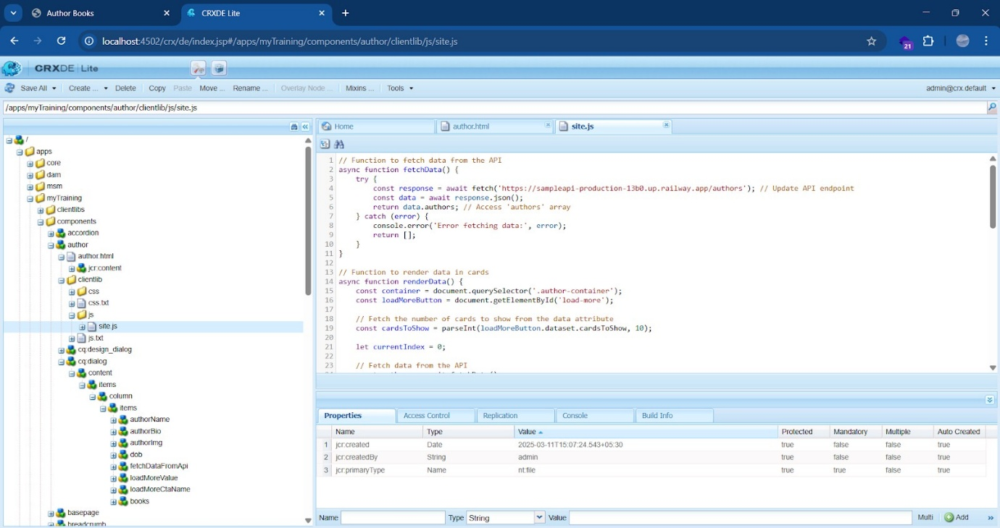 Author Books
CRXDE Lite
localhost:4502/crx/de/index.jsp#/apps/myTraining/components/author/clientlib/js/site.js
21
CRXDE | Lite
Save All Create ... Delete Copy Paste Move ... Rename ... Overlay Node ... Mixins ... Tools admin@crx.default
/apps/myTraining/components/author/clientlib/js/site.js
/
apps
core
dam
msm
myTraining
clientlibs
components
accordion
author
author.html
jcr:content
clientlib
css
css.txt
js
site.js
js.txt
cq:design_dialog
cq:dialog
content
items
column
items
authorName
authorBio
authorImg
dob
fetchDataFromApi
loadMoreValue
loadMoreCtaName
books
basepage
breadcrumb
Home author.html site.js
1 // Function to fetch data from the API
2 async function fetchData() {
3 try {
4 const response = await fetch('https://sampleapi-production-13b0.up.railway.app/authors'); // Update API endpoint
5 const data = await response.json();
6 return data.authors; // Access 'authors' array
7 } catch (error) {
8 console.error('Error fetching data:', error);
9 return [];
10 }
11 }
12
13 // Function to render data in cards
14 async function renderData() {
15 const container = document.querySelector('.author-container');
16 const loadMoreButton = document.getElementById('load-more');
17
18 // Fetch the number of cards to show from the data attribute
19 const cardsToShow = parseInt(loadMoreButton.dataset.cardsToShow, 10);
20
21 let currentIndex = 0;
22
23 // Fetch data from the API
Properties Access Control Replication Console Build Info
Name Type Value Protected Mandatory Multiple Auto Created
1 jcr:created Date 2025-03-11T15:07:24.543+05:30 true false false true
2 jcr:createdBy String admin true false false true
3 jcr:primaryType Name nt:file true true false true
Name Type String Value Multi Add »